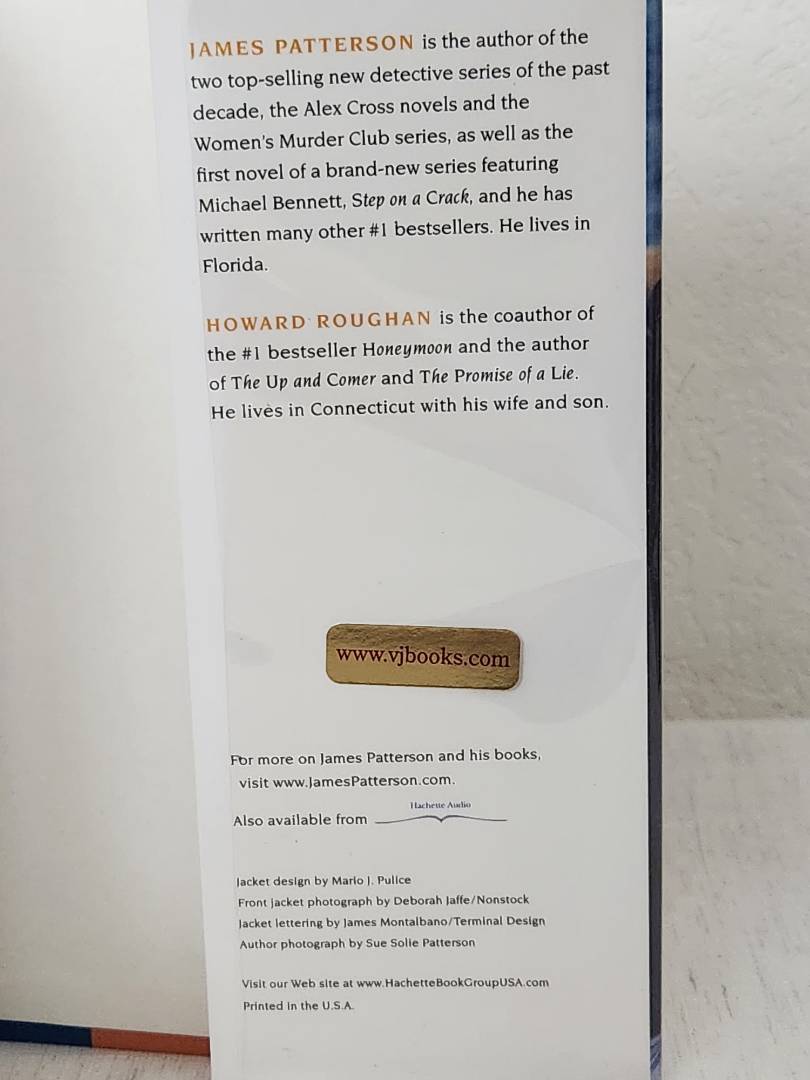 JAMES PATTERSON is the author of the
two top-selling new detective series of the past
decade, the Alex Cross novels and the
Women's Murder Club series, as well as the
first novel of a brand-new series featuring
Michael Bennett, Step on a Crack, and he has
written many other #1 bestsellers. He lives in
Florida.
HOWARD ROUGHAN is the coauthor of
the #1 bestseller Honeymoon and the author
of The Up and Comer and The Promise of a Lie.
He lives in Connecticut with his wife and son.
www.vjbooks.com
For more on James Patterson and his books,
visit www.JamesPatterson.com.
Hachette Audio
Also available from
Jacket design by Mario J. Pulice
Front jacket photograph by Deborah Jaffe/Nonstock
Jacket lettering by James Montalbano/Terminal Design
Author photograph by Sue Solie Patterson
Visit our Web site at www.HachetteBookGroupUSA.com
Printed in the U.S.A.